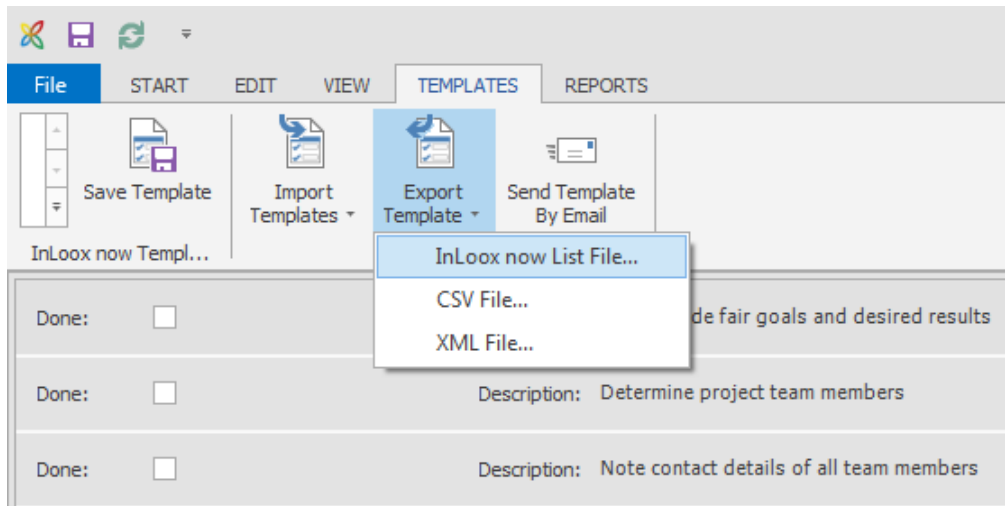 File START EDIT VIEW TEMPLATES REPORTS
Save Template
Import
Templates
Export
Template
Send Template
By Email
InLoox now Templ...
InLoox now List File...
CSV File...
XML File...
Done: de fair goals and desired results
Done: Description: Determine project team members
Done: Description: Note contact details of all team members